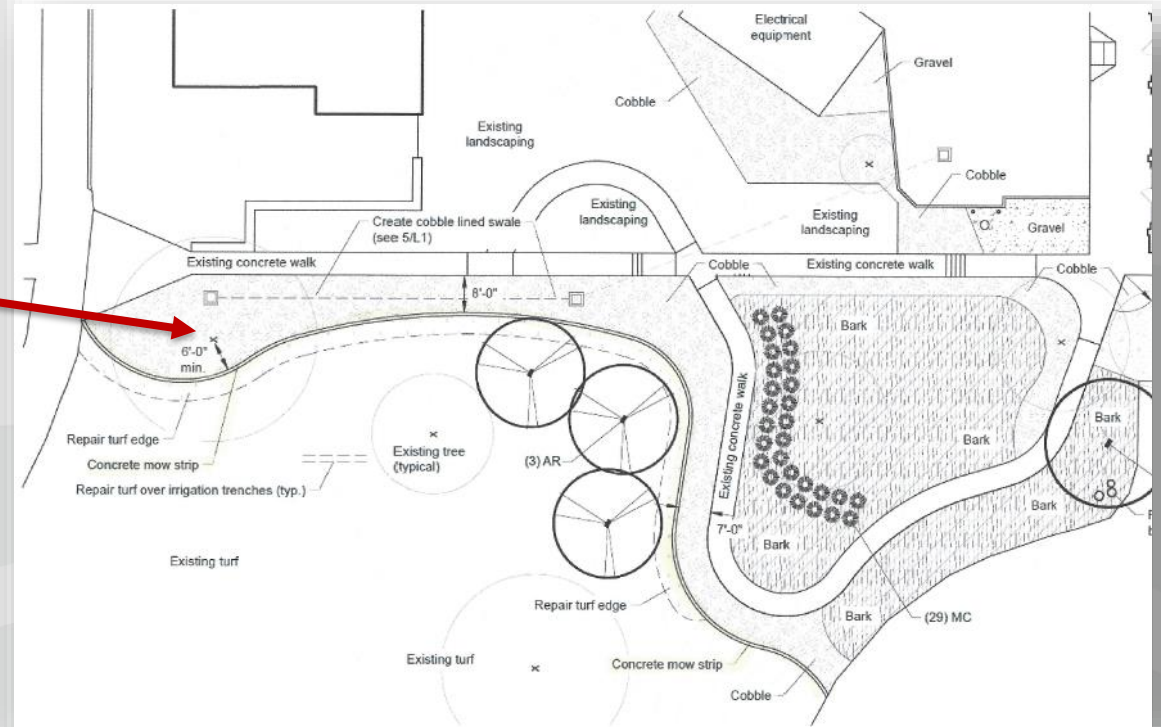 Electrical
equipment
Gravel
Cobble
Existing
landscaping
Cobble
Existing
landscaping
Existing
landscaping
Gravel
Create cobble lined swale
(see 5/L1)
Existing concrete walk
Cobble
Existing concrete walk
Cobble
8'-0"
Bark
6'-0"
min.
Existing concrete walk
Bark
Repair turf edge
Existing tree
(typical)
Bark
Concrete mow strip
(3) AR
Repair turf over irrigation trenches (typ.)
7'-0"
Bark
Existing turf
Repair turf edge
Bark
(29) MC
Existing turf
Concrete mow strip
Cobble